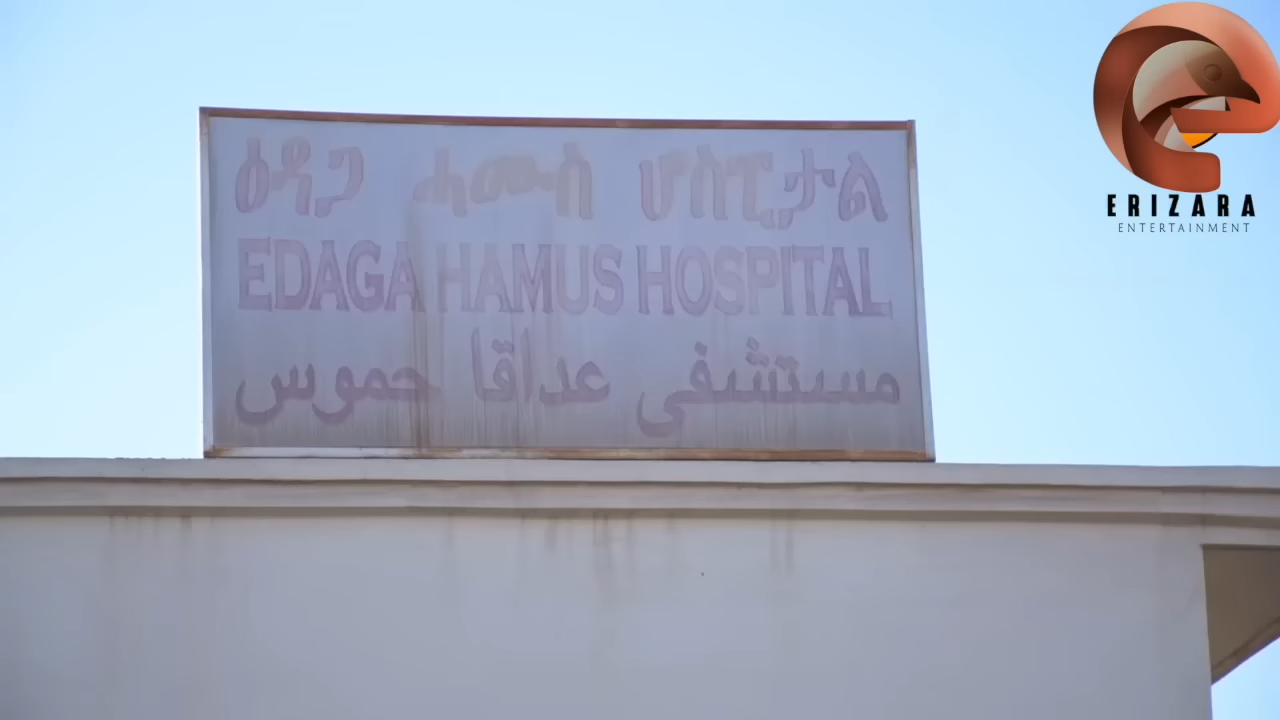 ዕዳጋ ሓሙስ ሆስፒታል
EDAGA HAMUS HOSPITAL
مستشفى عداقا حموس
ERIZARA
ENTERTAINMENT